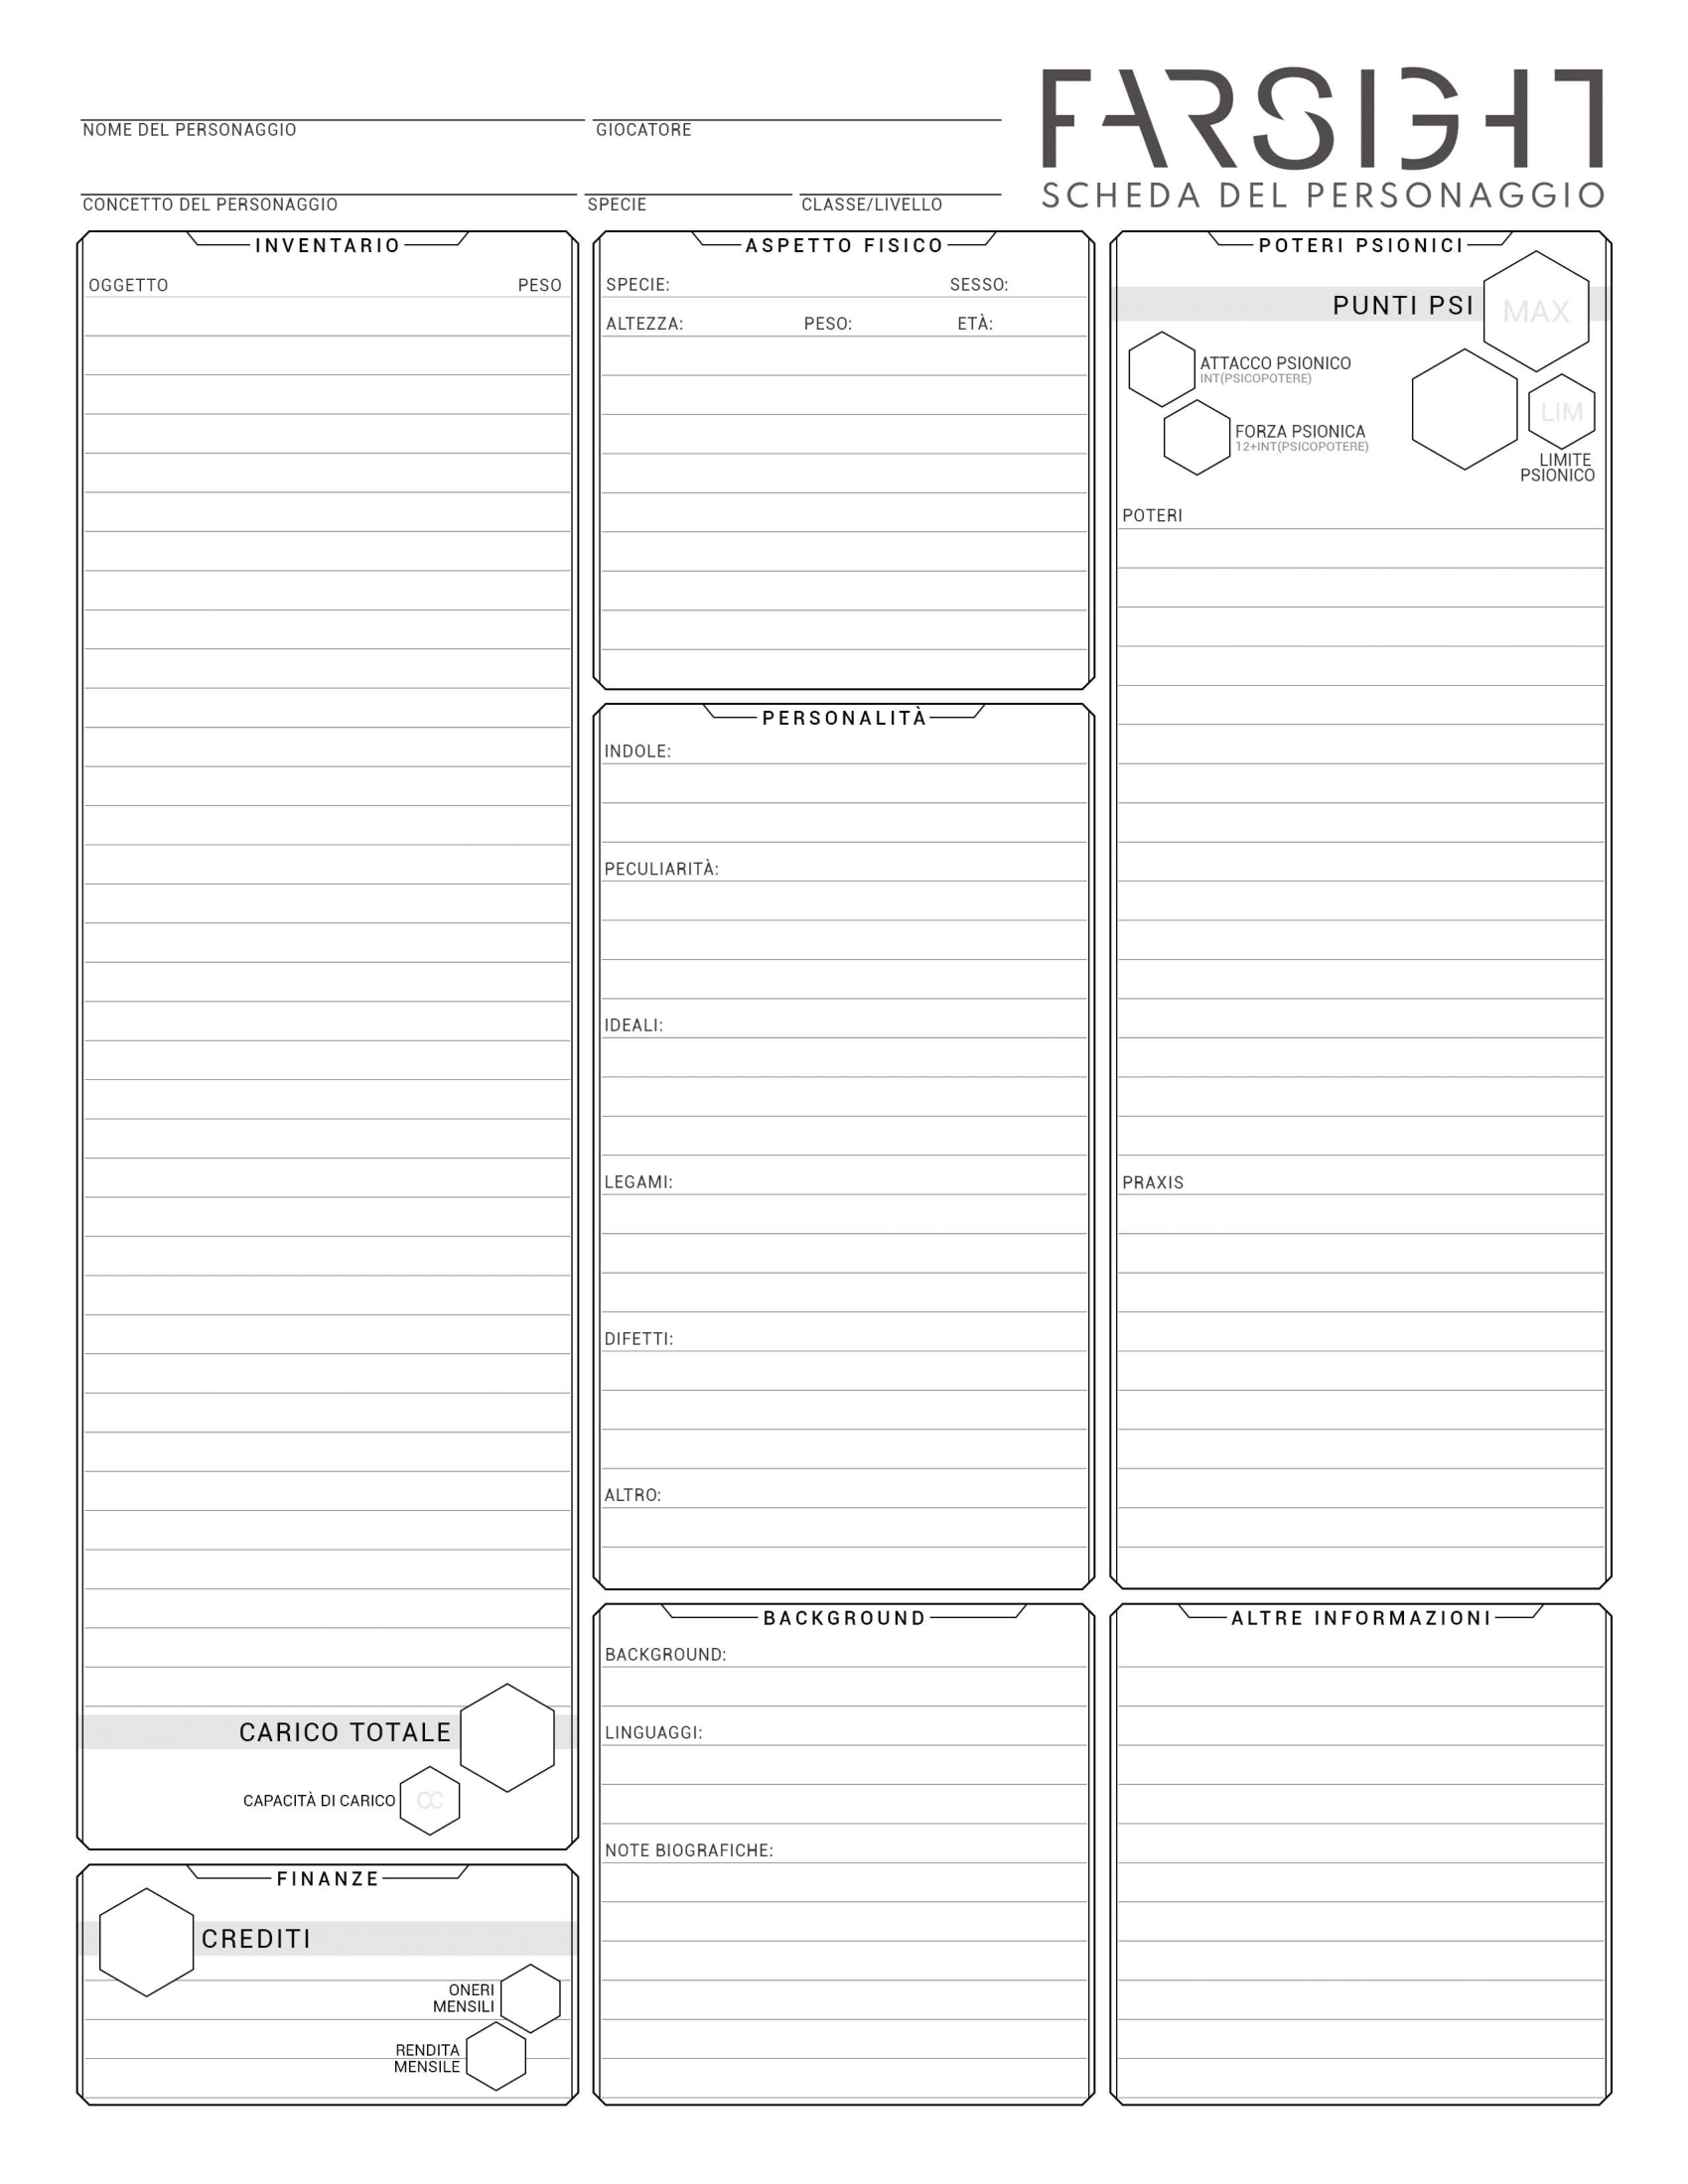 FARSIGHT
SCHEDA DEL PERSONAGGIO
NOME DEL PERSONAGGIO
GIOCATORE
CONCETTO DEL PERSONAGGIO
SPECIE
CLASSE/LIVELLO
INVENTARIO
OGGETTO PESO
CARICO TOTALE
CAPACITÀ DI CARICO
CC
FINANZE
CREDITI
ONERI
MENSILI
RENDITA
MENSILE
ASPETTO FISICO
SPECIE: SESSO:
ALTEZZA: PESO: ETÀ:
PERSONALITÀ
INDOLE:
PECULIARITÀ:
IDEALI:
LEGAMI:
DIFETTI:
ALTRO:
BACKGROUND
BACKGROUND:
LINGUAGGI:
NOTE BIOGRAFICHE:
POTERI PSIONICI
PUNTI PSI
MAX
ATTACCO PSIONICO
INT(PSICOPOTERE)
FORZA PSIONICA
12+INT(PSICOPOTERE)
LIM
LIMITE
PSIONICO
POTERI
PRAXIS
ALTRE INFORMAZIONI